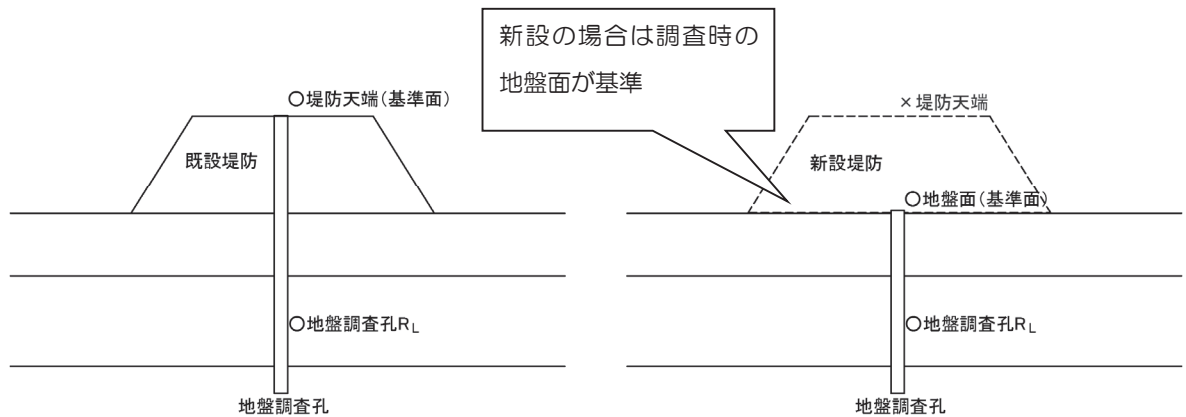 新設の場合は調査時の
地盤面が基準
○堤防天端(基準面)
既設堤防
○地盤調査孔RL
地盤調査孔
×堤防天端
新設堤防
○地盤面(基準面)
○地盤調査孔RL
地盤調査孔